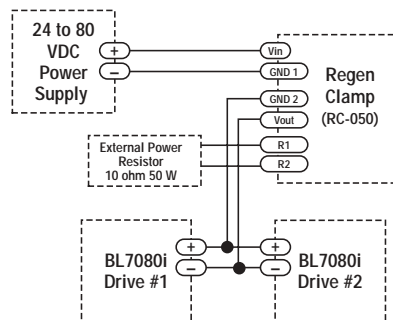 24 to 80
VDC
Power
Supply
+
−
Vin
GND 1
GND 2
Vout
R1
R2
Regen
Clamp
(RC-050)
External Power
Resistor
10 ohm 50 W
BL7080i
Drive #1
+
−
+
−
BL7080i
Drive #2